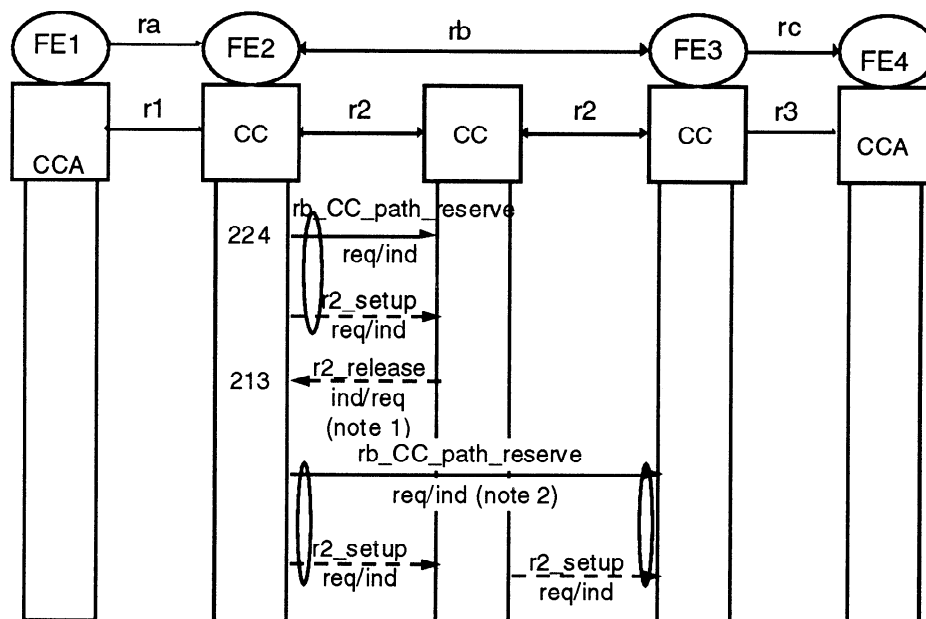 ra
rb
rc
FE1
FE2
FE3
FE4
r1
r2
r2
r3
CCA
CC
CC
CC
CCA
rb_CC_path_reserve
224
req/ind
r2_setup
req/ind
r2_release
213
ind/req
(note 1)
rb_CC_path_reserve
req/ind (note 2)
r2_setup
req/ind
r2_setup
req/ind